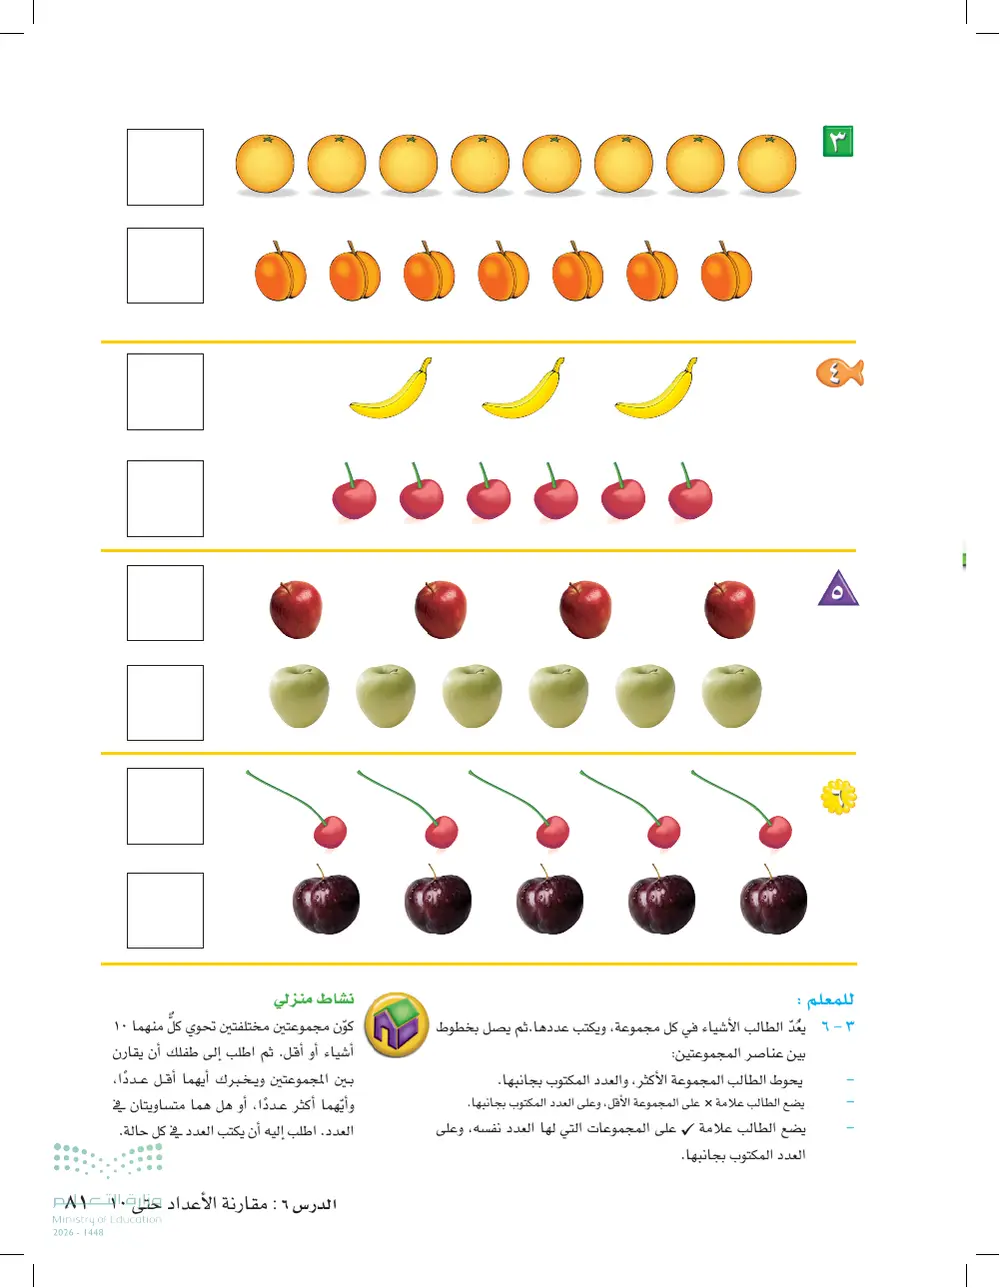 ٣
٤
٥
٦
للمعلم :
٣ – ٦ يعُدّ الطالب الأشياء في كل مجموعة، ويكتب عددها.ثم يصل بخطوط
بين عناصر المجموعتين:
– يحوط الطالب المجموعة الأكثر، والعدد المكتوب بجانبها.
– يضع الطالب علامة × على المجموعة الأقل، وعلى العدد المكتوب بجانبها.
– يضع الطالب علامة ✓ على المجموعات التي لها العدد نفسه، وعلى
العدد المكتوب بجانبها.
نشاط منزلي
كوّن مجموعتين مختلفتين تحوي كلٌّ منهما ١٠
أشياء أو أقل. ثم اطلب إلى طفلك أن يقارن
بين المجموعتين ويخبرك أيهما أقل عددًا،
وأيّهما أكثر عددًا، أو هل هما متساويتان في
العدد. اطلب إليه أن يكتب العدد في كل حالة.
الدرس ٦ : مقارنة الأعداد حتى ١٠ ٨١
وزارة التعليم
Ministry of Education
2026 - 1448